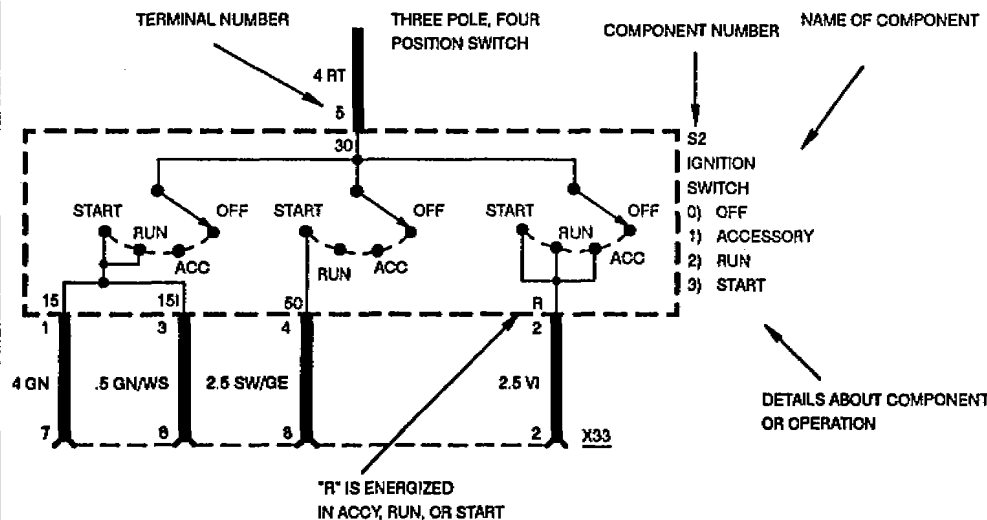 TERMINAL NUMBER
THREE POLE, FOUR
POSITION SWITCH
COMPONENT NUMBER
NAME OF COMPONENT
4 RT
5
30
S2
IGNITION
SWITCH
0) OFF
1) ACCESSORY
2) RUN
3) START
START
RUN
ACC
OFF
START
RUN
ACC
OFF
START
RUN
ACC
OFF
15
15I
50
R
1
3
4
2
4 GN
.5 GN/WS
2.5 SW/GE
2.5 VI
7
6
8
2
X33
DETAILS ABOUT COMPONENT
OR OPERATION
"R" IS ENERGIZED
IN ACCY, RUN, OR START